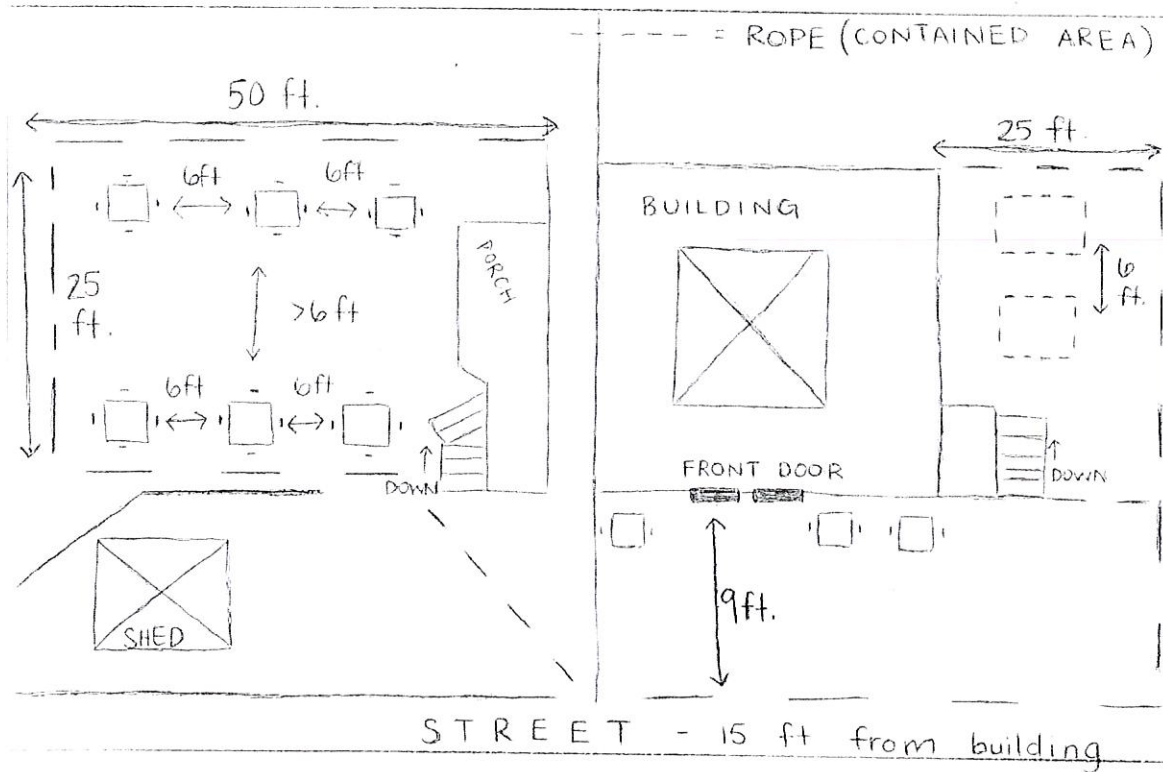 - - - - - = ROPE (CONTAINED AREA)
50 ft.
25 ft.
6ft
6ft
BUILDING
PORCH
25
ft.
6
ft.
>6 ft
6ft
6ft
FRONT DOOR
DOWN
DOWN
9ft.
SHED
STREET - 15 ft from building